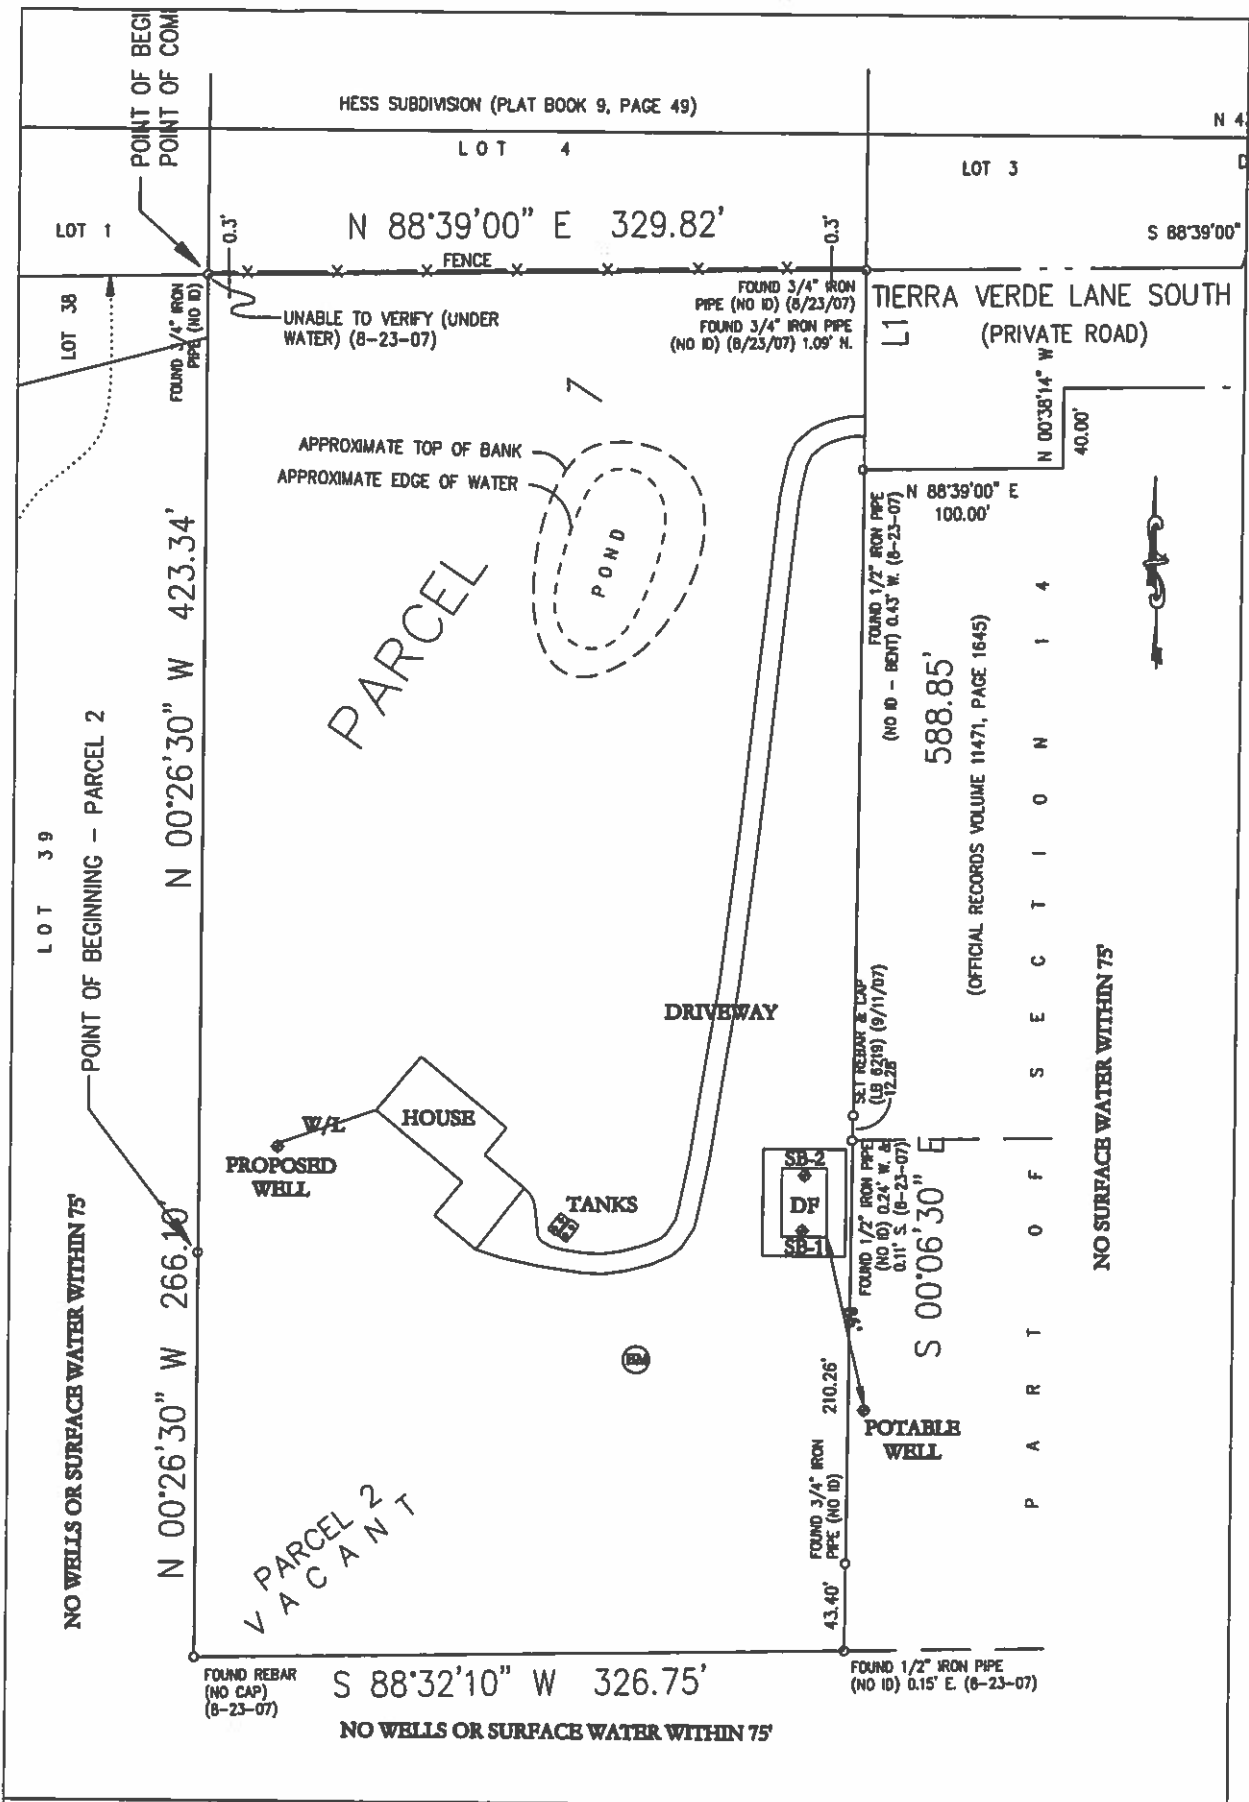 POINT OF BEGI
POINT OF COM
HESS SUBDIVISION (PLAT BOOK 9, PAGE 49)
N 4
LOT 4
LOT 3
LOT 1
0.3'
N 88°39'00" E 329.82'
0.3'
S 88°39'00"
FENCE
LOT 38
FOUND 3/4" IRON
PIPE (NO ID)
UNABLE TO VERIFY (UNDER
WATER) (8-23-07)
FOUND 3/4" IRON
PIPE (NO ID) (8/23/07)
FOUND 3/4" IRON PIPE
(NO ID) (8/23/07) 1.09' N.
TIERRA VERDE LANE SOUTH
(PRIVATE ROAD)
L1
N 00°38'14" W
40.00'
N 88°39'00" E
100.00'
APPROXIMATE TOP OF BANK
APPROXIMATE EDGE OF WATER
POND
PARCEL 1
FOUND 1/2" IRON PIPE
(NO ID - BENT) 0.43' W. (8-23-07)
N 00°26'30" W 423.34'
588.85'
(OFFICIAL RECORDS VOLUME 11471, PAGE 1645)
PART OF SECTION 14
LOT 39
POINT OF BEGINNING - PARCEL 2
DRIVEWAY
SET REBAR & CAP
(LB 6219) (9/11/07)
12.28'
NO SURFACE WATER WITHIN 75'
HOUSE
W/L
PROPOSED
WELL
TANKS
SB-2
DF
SB-1
FOUND 1/2" IRON PIPE
(NO ID) 0.24' W. &
0.11' S. (8-23-07)
S 00°06'30" E
NO WELLS OR SURFACE WATER WITHIN 75'
N 00°26'30" W 266.10'
BM
210.26'
POTABLE
WELL
FOUND 3/4" IRON
PIPE (NO ID)
43.40'
PARCEL 2
VACANT
FOUND REBAR
(NO CAP)
(8-23-07)
S 88°32'10" W 326.75'
FOUND 1/2" IRON PIPE
(NO ID) 0.15' E. (8-23-07)
NO WELLS OR SURFACE WATER WITHIN 75'